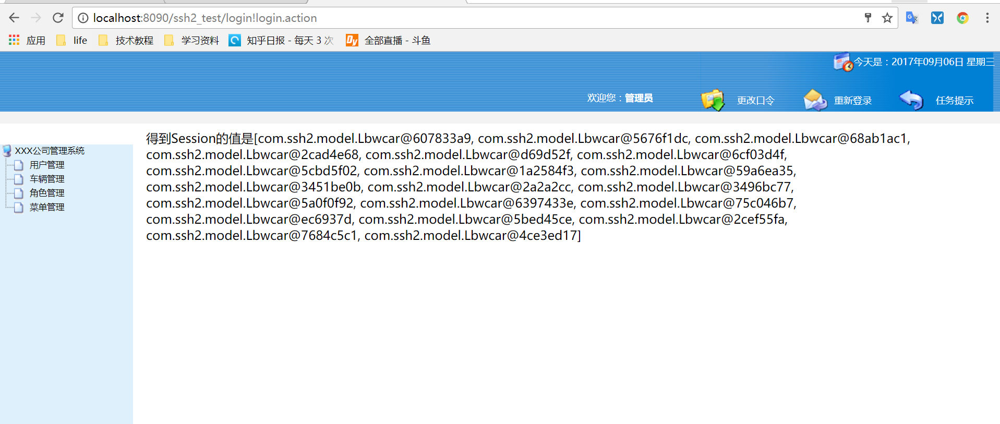 localhost:8090/ssh2_test/login!login.action
应用 life 技术教程 学习资料 知乎日报 - 每天 3 次 Dy 全部直播 - 斗鱼
今天是：2017年09月06日 星期三
欢迎您：管理员 更改口令 重新登录 任务提示
XXX公司管理系统
用户管理
车辆管理
角色管理
菜单管理
得到Session的值是[com.ssh2.model.Lbwcar@607833a9, com.ssh2.model.Lbwcar@5676f1dc, com.ssh2.model.Lbwcar@68ab1ac1,
com.ssh2.model.Lbwcar@2cad4e68, com.ssh2.model.Lbwcar@d69d52f, com.ssh2.model.Lbwcar@6cf03d4f,
com.ssh2.model.Lbwcar@5cbd5f02, com.ssh2.model.Lbwcar@1a2584f3, com.ssh2.model.Lbwcar@59a6ea35,
com.ssh2.model.Lbwcar@3451be0b, com.ssh2.model.Lbwcar@2a2a2cc, com.ssh2.model.Lbwcar@3496bc77,
com.ssh2.model.Lbwcar@5a0f0f92, com.ssh2.model.Lbwcar@6397433e, com.ssh2.model.Lbwcar@75c046b7,
com.ssh2.model.Lbwcar@ec6937d, com.ssh2.model.Lbwcar@5bed45ce, com.ssh2.model.Lbwcar@2cef55fa,
com.ssh2.model.Lbwcar@7684c5c1, com.ssh2.model.Lbwcar@4ce3ed17]